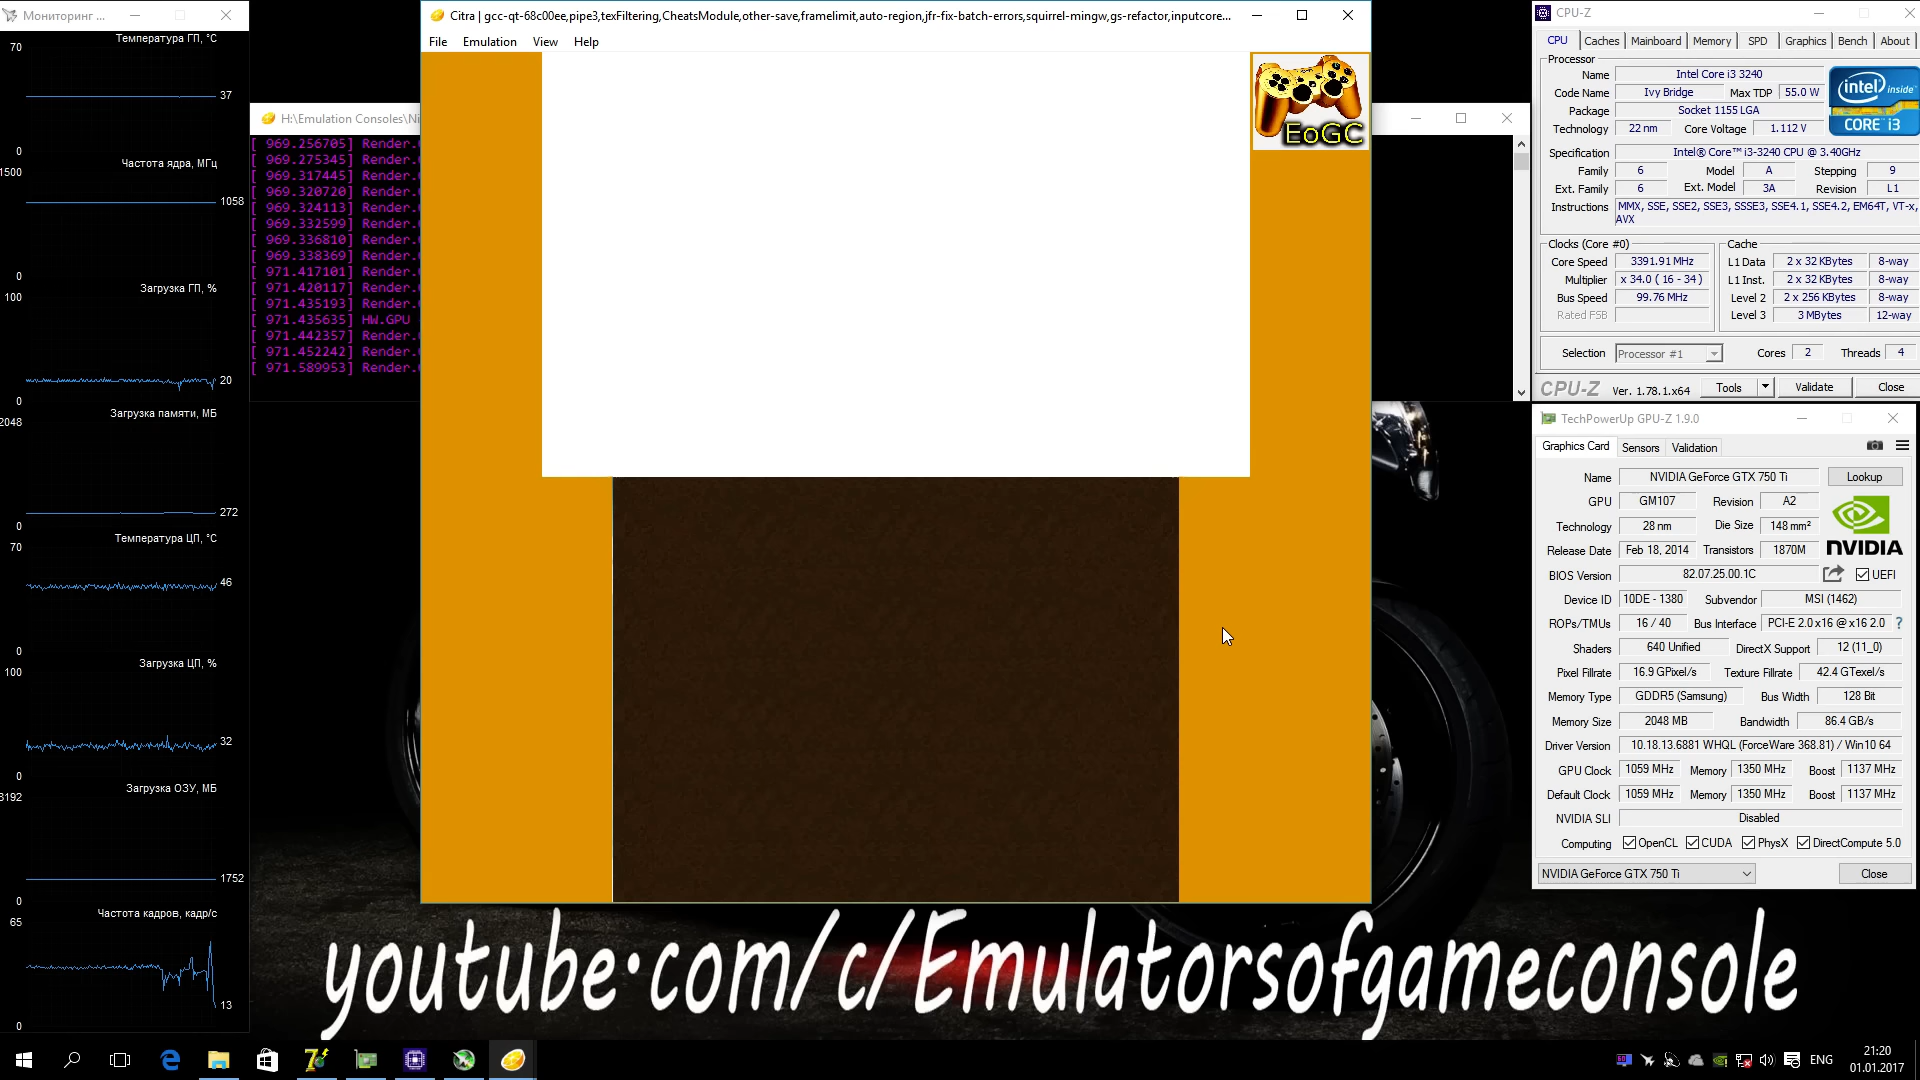 Мониторинг ...
Температура ГП, °C
70
37
0
Частота ядра, МГц
1500
1058
0
Загрузка ГП, %
100
20
0
Загрузка памяти, МБ
2048
272
0
Температура ЦП, °C
70
46
0
Загрузка ЦП, %
100
32
0
Загрузка ОЗУ, МБ
8192
1752
0
Частота кадров, кадр/с
65
13
0
H:\Emulation Consoles\Ni
[ 969.256705] Render.
[ 969.275345] Render.
[ 969.317445] Render.
[ 969.320720] Render.
[ 969.324113] Render.
[ 969.332599] Render.
[ 969.336810] Render.
[ 969.338369] Render.
[ 971.417101] Render.
[ 971.420117] Render.
[ 971.435193] Render.
[ 971.435635] HW.GPU
[ 971.442357] Render.
[ 971.452242] Render.
[ 971.589953] Render.
Citra | gcc-qt-68c00ee,pipe3,texFiltering,CheatsModule,other-save,framelimit,auto-region,jfr-fix-batch-errors,squirrel-mingw,gs-refactor,inputcore...
File Emulation View Help
EoGC
CPU-Z
CPU Caches Mainboard Memory SPD Graphics Bench About
Processor
Name Intel Core i3 3240
Code Name Ivy Bridge Max TDP 55.0 W
Package Socket 1155 LGA
Technology 22 nm Core Voltage 1.112 V
intel inside™
CORE i3
Specification Intel® Core™ i3-3240 CPU @ 3.40GHz
Family 6 Model A Stepping 9
Ext. Family 6 Ext. Model 3A Revision L1
Instructions MMX, SSE, SSE2, SSE3, SSSE3, SSE4.1, SSE4.2, EM64T, VT-x,
AVX
Clocks (Core #0)
Core Speed 3391.91 MHz
Multiplier x 34.0 ( 16 - 34 )
Bus Speed 99.76 MHz
Rated FSB
Cache
L1 Data 2 x 32 KBytes 8-way
L1 Inst. 2 x 32 KBytes 8-way
Level 2 2 x 256 KBytes 8-way
Level 3 3 MBytes 12-way
Selection Processor #1 Cores 2 Threads 4
CPU-Z Ver. 1.78.1.x64 Tools Validate Close
TechPowerUp GPU-Z 1.9.0
Graphics Card Sensors Validation
Name NVIDIA GeForce GTX 750 Ti Lookup
GPU GM107 Revision A2
Technology 28 nm Die Size 148 mm²
Release Date Feb 18, 2014 Transistors 1870M
NVIDIA
BIOS Version 82.07.25.00.1C UEFI
Device ID 10DE - 1380 Subvendor MSI (1462)
ROPs/TMUs 16 / 40 Bus Interface PCI-E 2.0 x16 @ x16 2.0 ?
Shaders 640 Unified DirectX Support 12 (11_0)
Pixel Fillrate 16.9 GPixel/s Texture Fillrate 42.4 GTexel/s
Memory Type GDDR5 (Samsung) Bus Width 128 Bit
Memory Size 2048 MB Bandwidth 86.4 GB/s
Driver Version 10.18.13.6881 WHQL (ForceWare 368.81) / Win10 64
GPU Clock 1059 MHz Memory 1350 MHz Boost 1137 MHz
Default Clock 1059 MHz Memory 1350 MHz Boost 1137 MHz
NVIDIA SLI Disabled
Computing OpenCL CUDA PhysX DirectCompute 5.0
NVIDIA GeForce GTX 750 Ti Close
youtube.com/c/Emulatorsofgameconsole
ENG
21:20
01.01.2017